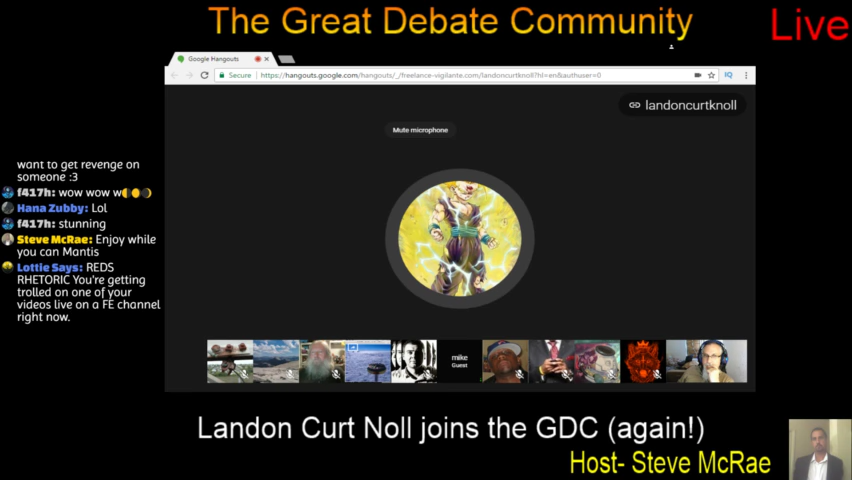 The Great Debate Community
Live
Google Hangouts
Secure
https://hangouts.google.com/hangouts/_/freelance-vigilante.com/landoncurtknoll?hl=en&authuser=0
IQ
landoncurtknoll
Mute microphone
want to get revenge on
someone :3
f417h: wow wow w
Hana Zubby: Lol
f417h: stunning
Steve McRae: Enjoy while
you can Mantis
Lottie Says: REDS
RHETORIC You're getting
trolled on one of your
videos live on a FE channel
right now.
mike
Guest
Landon Curt Noll joins the GDC (again!)
Host- Steve McRae